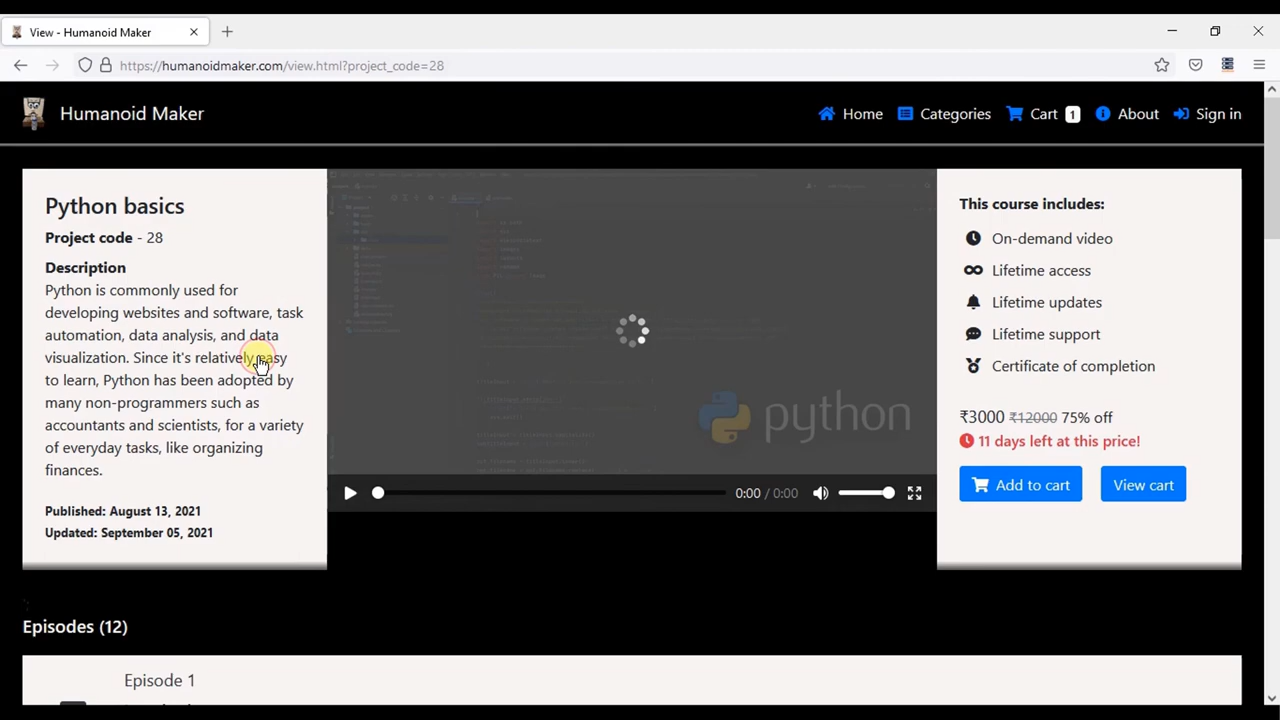 View - Humanoid Maker
https://humanoidmaker.com/view.html?project_code=28
Humanoid Maker
Home
Categories
Cart 1
About
Sign in
Python basics
Project code - 28
Description
Python is commonly used for
developing websites and software, task
automation, data analysis, and data
visualization. Since it's relatively easy
to learn, Python has been adopted by
many non-programmers such as
accountants and scientists, for a variety
of everyday tasks, like organizing
finances.
Published: August 13, 2021
Updated: September 05, 2021
python
0:00 / 0:00
This course includes:
On-demand video
Lifetime access
Lifetime updates
Lifetime support
Certificate of completion
₹3000 ₹12000 75% off
11 days left at this price!
Add to cart
View cart
Episodes (12)
Episode 1